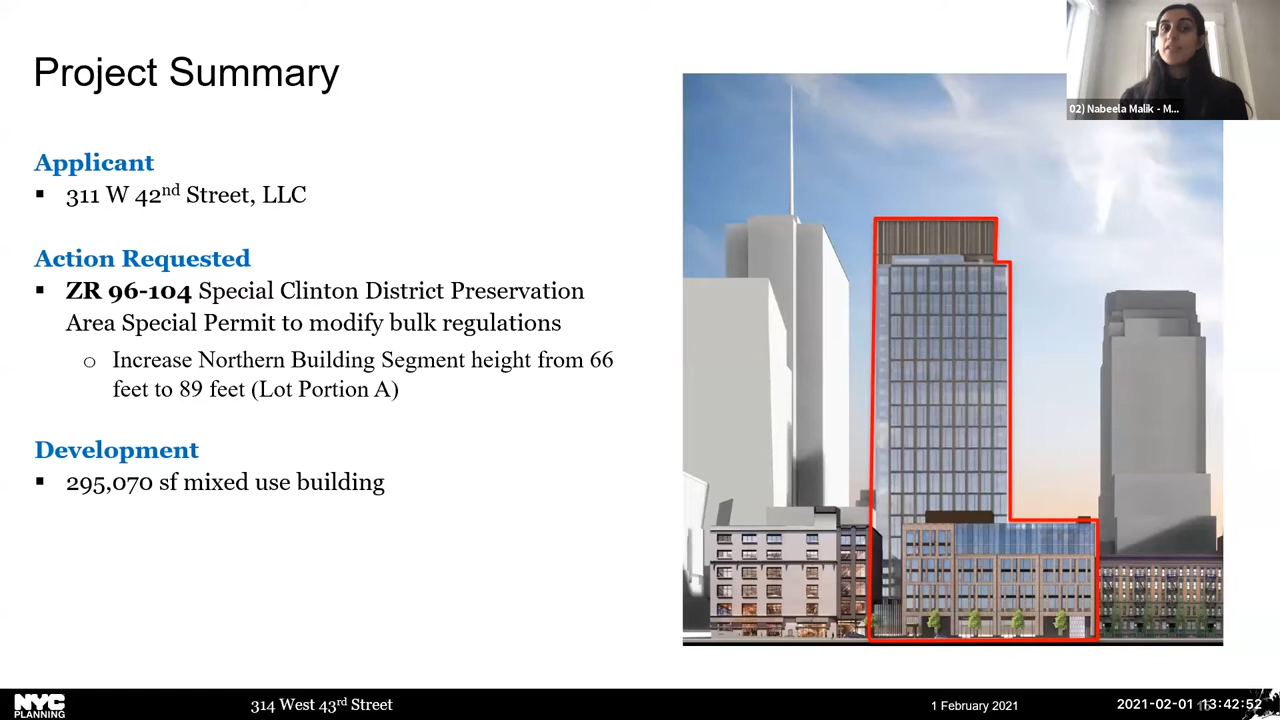 Project Summary
02) Nabeela Malik - M...
Applicant
▪ 311 W 42nd Street, LLC
Action Requested
▪ ZR 96-104 Special Clinton District Preservation
Area Special Permit to modify bulk regulations
o Increase Northern Building Segment height from 66
feet to 89 feet (Lot Portion A)
Development
▪ 295,070 sf mixed use building
NYC
PLANNING
314 West 43rd Street
1 February 2021
2021-02-01 13:42:52